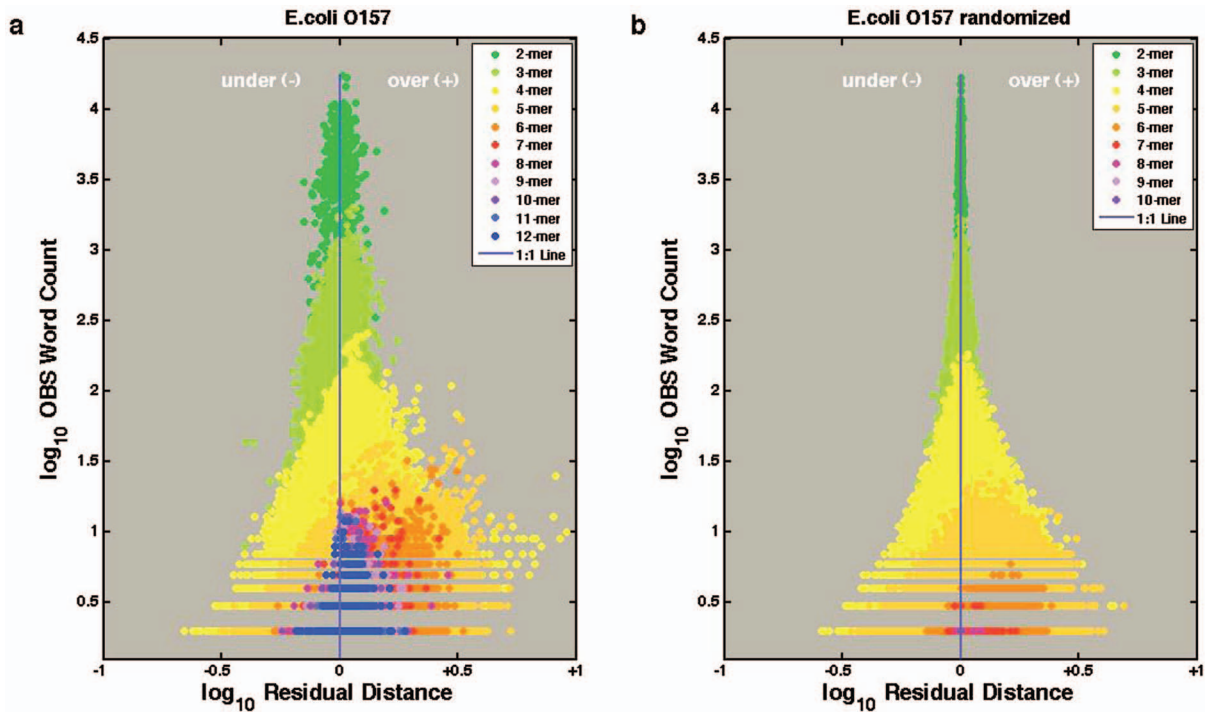 a
E.coli O157
4.5
4
3.5
3
2.5
2
1.5
1
0.5
log10 OBS Word Count
under (-)
over (+)
2-mer
3-mer
4-mer
5-mer
6-mer
7-mer
8-mer
9-mer
10-mer
11-mer
12-mer
1:1 Line
-1 -0.5 0 +0.5 +1
log10 Residual Distance
b
E.coli O157 randomized
4.5
4
3.5
3
2.5
2
1.5
1
0.5
log10 OBS Word Count
under (-)
over (+)
2-mer
3-mer
4-mer
5-mer
6-mer
7-mer
8-mer
9-mer
10-mer
1:1 Line
-1 -0.5 0 +0.5 +1
log10 Residual Distance